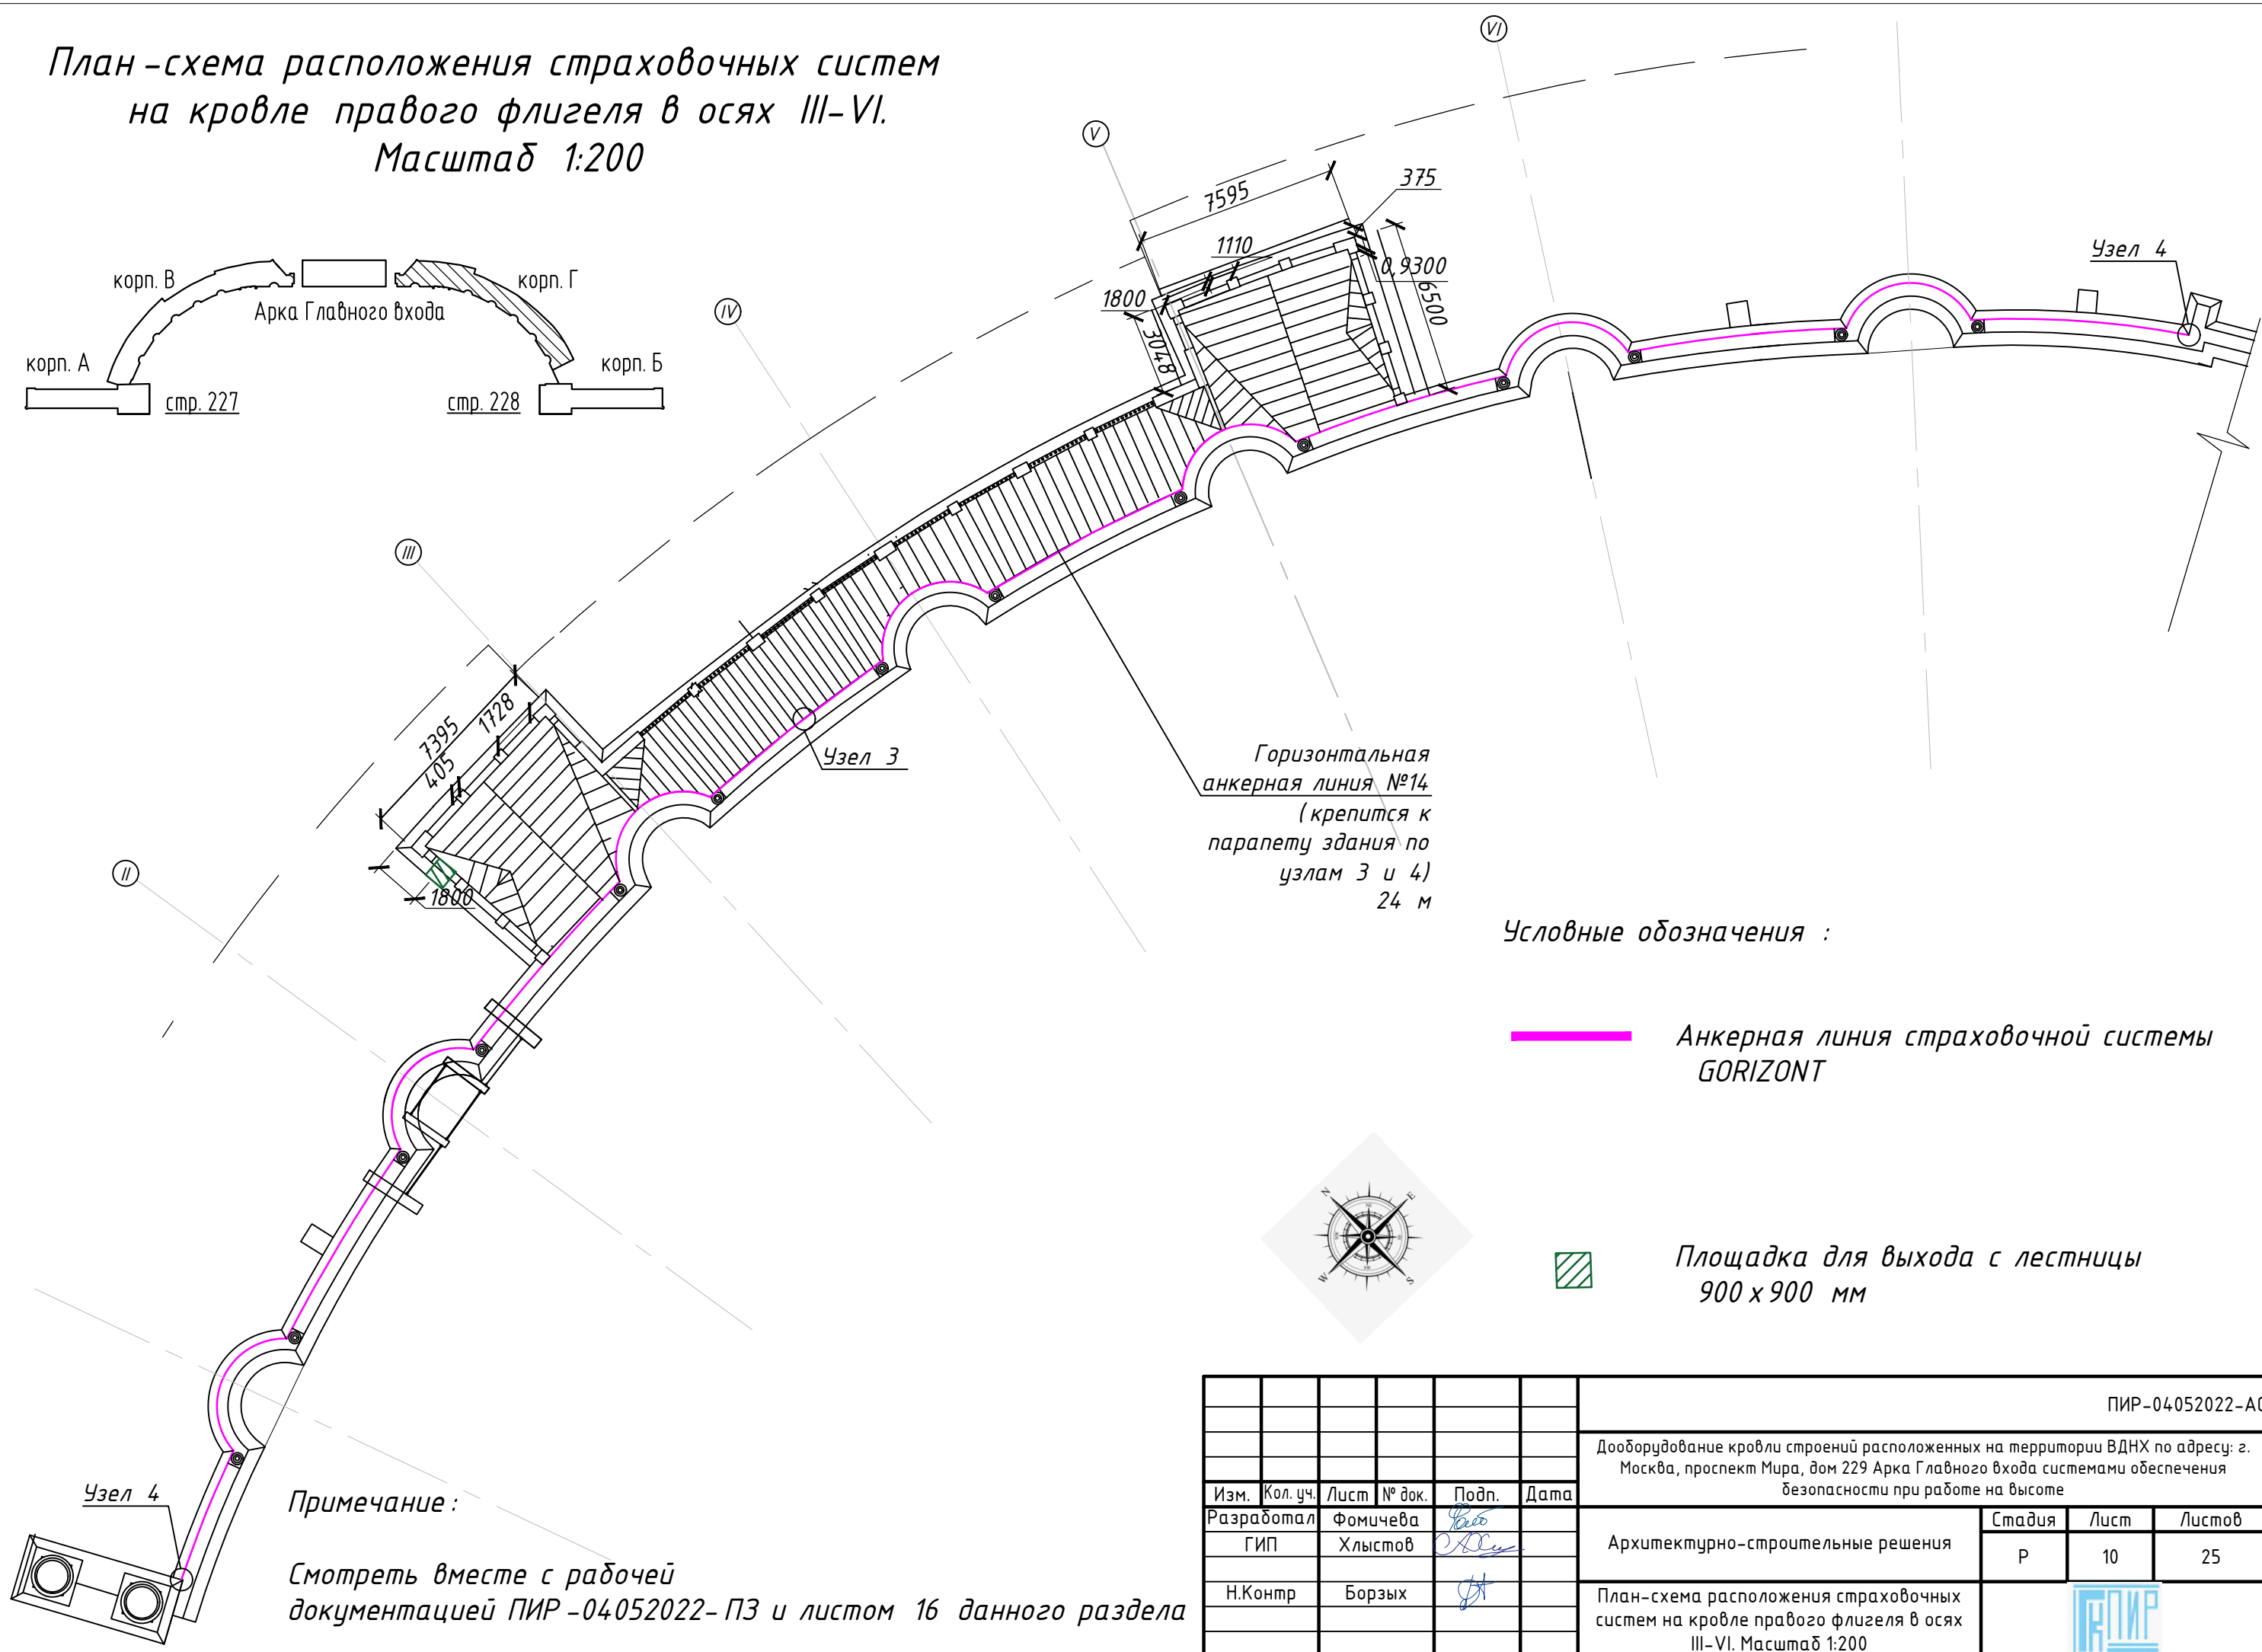 План-схема расположения страховочных систем
на кровле правого флигеля в осях III-VI.
Масштаб 1:200
VI
V
IV
III
II
корп. В
корп. Г
Арка Главного входа
корп. А
корп. Б
стр. 227
стр. 228
7595
375
1110
0,9300
6500
1800
3048
Узел 4
7395
1728
405
1800
Узел 3
Горизонтальная
анкерная линия №14
(крепится к
парапету здания по
узлам 3 и 4)
24 м
Условные обозначения :
Анкерная линия страховочной системы
GORIZONT
N
E
W
S
Площадка для выхода с лестницы
900 x 900 мм
Узел 4
Примечание :
Смотреть вместе с рабочей
документацией ПИР-04052022-ПЗ и листом 16 данного раздела
ПИР-04052022-АС
Дооборудование кровли строений расположенных на территории ВДНХ по адресу: г.
Москва, проспект Мира, дом 229 Арка Главного входа системами обеспечения
безопасности при работе на высоте
Изм. Кол. уч. Лист № док. Подп. Дата
Разработал Фомичева
ГИП Хлыстов
Н.Контр Борзых
Архитектурно-строительные решения
Стадия Лист Листов
Р 10 25
План-схема расположения страховочных
систем на кровле правого флигеля в осях
III-VI. Масштаб 1:200
ПИР